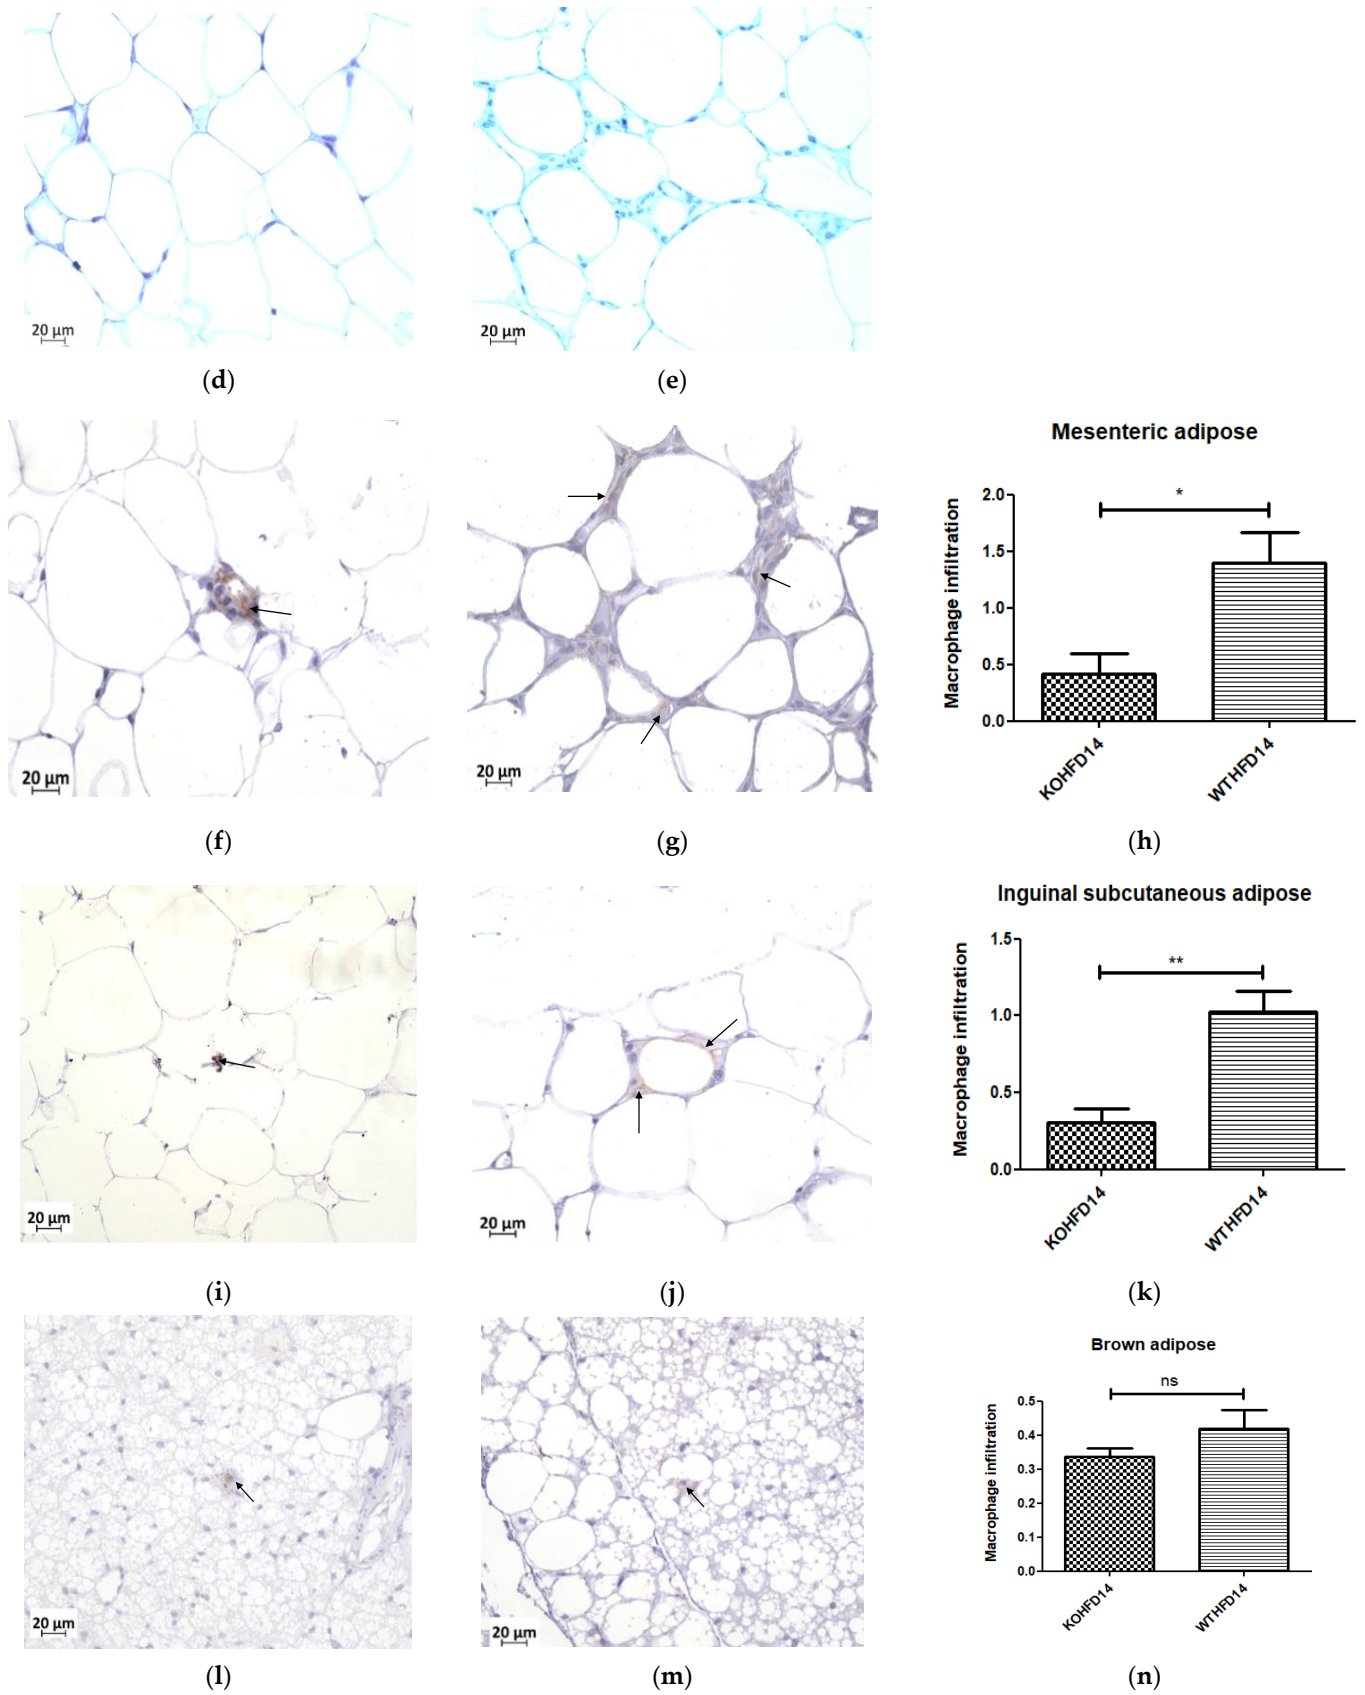 20 μm
20 μm
(d)
(e)
Mesenteric adipose
Macrophage infiltration
2.0
1.5
1.0
0.5
0.0
*
KOHFD14
WTHFD14
20 μm
20 μm
(f)
(g)
(h)
Inguinal subcutaneous adipose
Macrophage infiltration
1.5
1.0
0.5
0.0
**
KOHFD14
WTHFD14
20 μm
20 μm
(i)
(j)
(k)
Brown adipose
Macrophage infiltration
0.5
0.4
0.3
0.2
0.1
0.0
ns
KOHFD14
WTHFD14
20 μm
20 μm
(l)
(m)
(n)